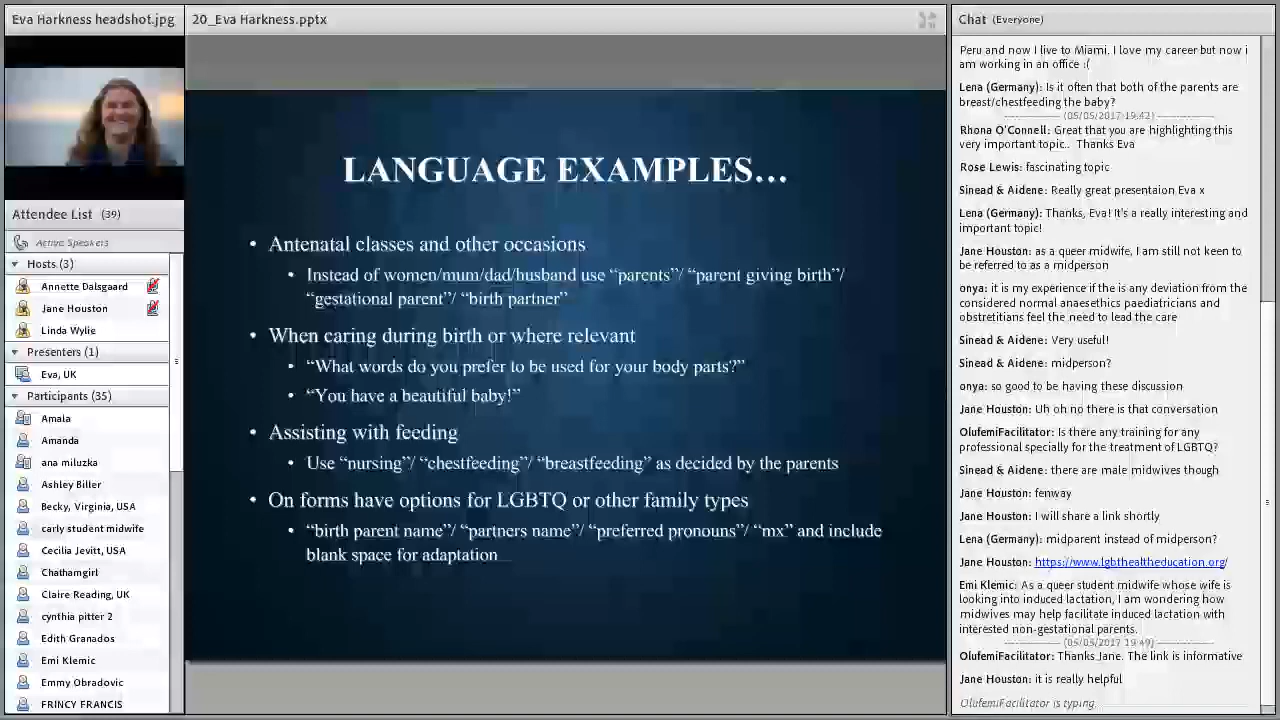 Eva Harkness headshot.jpg
Attendee List (39)
Active Speakers
Hosts (3)
Annette Dalsgaard
Jane Houston
Linda Wylie
Presenters (1)
Eva, UK
Participants (35)
Amala
Amanda
ana miluzka
Ashley Biller
Becky, Virginia, USA
carly student midwife
Cecilia Jevitt, USA
Chathamgirl
Claire Reading, UK
cynthia pitter 2
Edith Granados
Emi Klemic
Emmy Obradovic
FRINCY FRANCIS
20_Eva Harkness.pptx
LANGUAGE EXAMPLES…
• Antenatal classes and other occasions
• Instead of women/mum/dad/husband use “parents”/ “parent giving birth”/
“gestational parent”/ “birth partner”
• When caring during birth or where relevant
• “What words do you prefer to be used for your body parts?”
• “You have a beautiful baby!”
• Assisting with feeding
• Use “nursing”/ “chestfeeding”/ “breastfeeding” as decided by the parents
• On forms have options for LGBTQ or other family types
• “birth parent name”/ “partners name”/ “preferred pronouns”/ “mx” and include
blank space for adaptation
Chat (Everyone)
Peru and now I live to Miami. I love my career but now i
am working in an office :(
Lena (Germany): Is it often that both of the parents are
breast/chestfeeding the baby?
(05/05/2017 19:42)
Rhona O'Connell: Great that you are highlighting this
very important topic.. Thanks Eva
Rose Lewis: fascinating topic
Sinead & Aidene: Really great presentaion Eva x
Lena (Germany): Thanks, Eva! It's a really interesting and
important topic!
Jane Houston: as a queer midwife, I am still not keen to
be referred to as a midperson
onya: it is my experience if the is any deviation from the
considered normal anaesethics paediatricians and
obstretitians feel the need to lead the care
Sinead & Aidene: Very useful!
Sinead & Aidene: midperson?
onya: so good to be having these discussion
Jane Houston: Uh oh no there is that conversation
OlufemiFacilitator: Is there any training for any
professional specially for the treatment of LGBTQ?
Sinead & Aidene: there are male midwives though
Jane Houston: fenway
Jane Houston: I will share a link shortly
Lena (Germany): midparent instead of midperson?
Jane Houston: https://www.lgbthealtheducation.org/
Emi Klemic: As a queer student midwife whose wife is
looking into induced lactation, I am wondering how
midwives may help facilitate induced lactation with
interested non-gestational parents.
(05/05/2017 19:49)
OlufemiFacilitator: Thanks Jane. The link is informative
Jane Houston: it is really helpful
OlufemiFacilitator is typing.